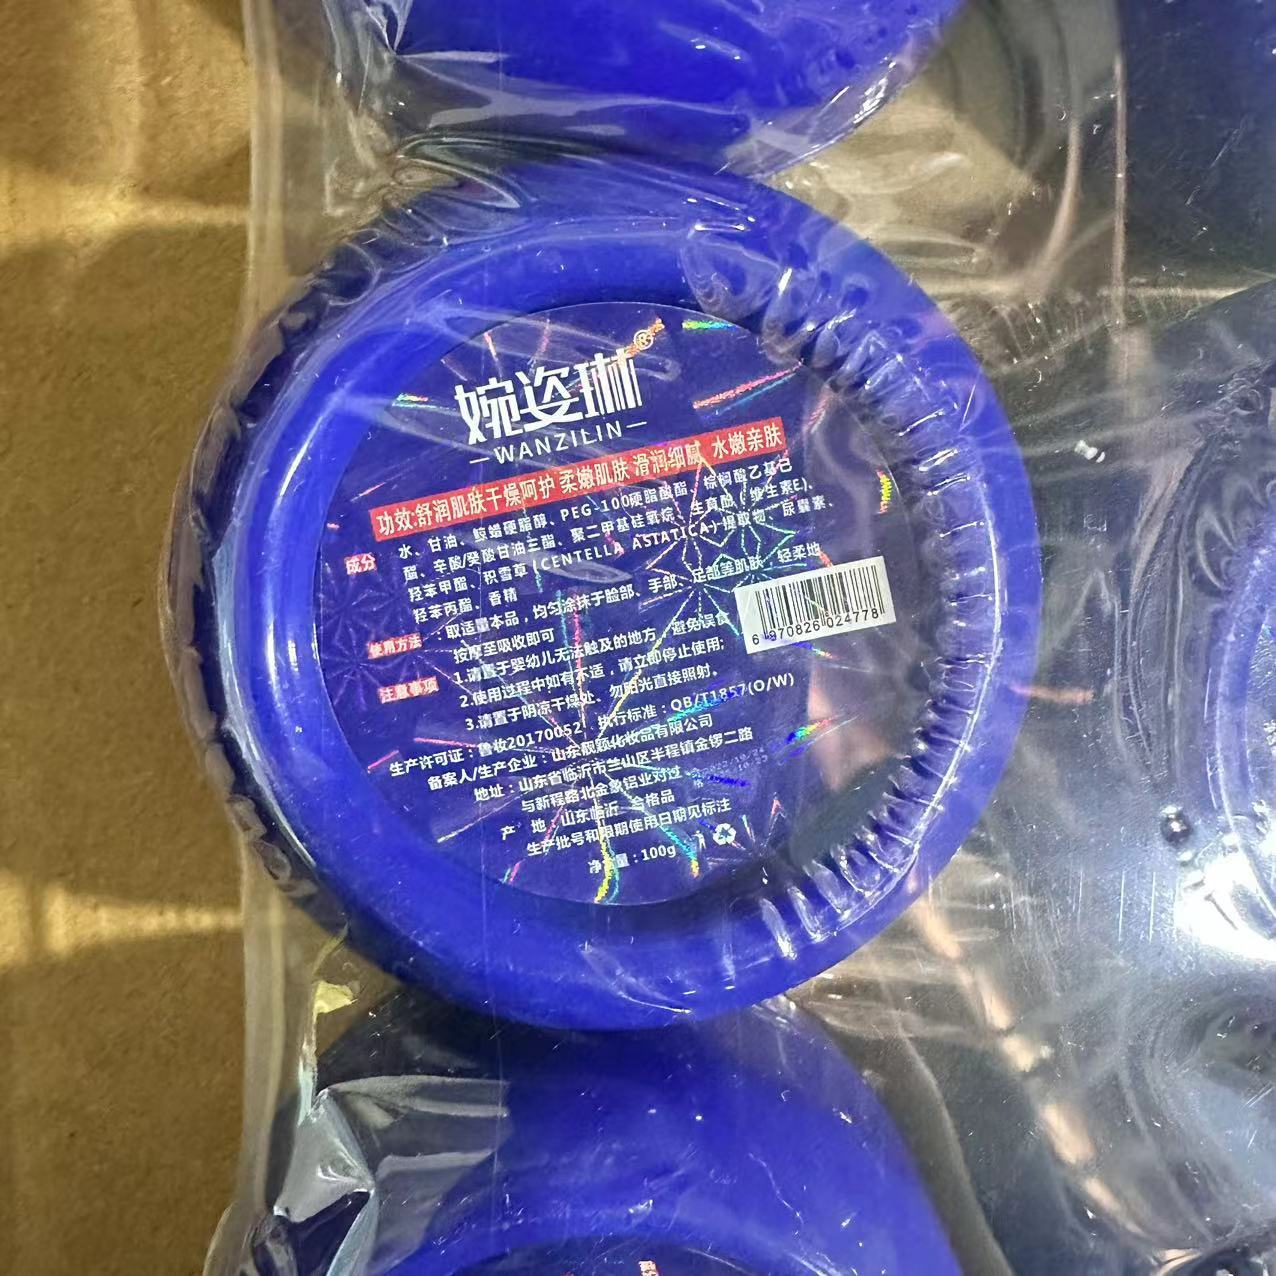 婉姿琳®
—WANZILIN—
功效:舒润肌肤干燥呵护 柔嫩肌肤 滑润细腻 水嫩亲肤
成分 水、甘油、鲸蜡硬脂醇、PEG-100硬脂酸酯、棕榈酸乙基己
酯、辛酸/癸酸甘油三酯、聚二甲基硅氧烷、生育酚(维生素E)、
羟苯甲酯、积雪草(CENTELLA ASTATICA)提取物、尿囊素、
羟苯丙酯、香精
使用方法:取适量本品,均匀涂抹于脸部、手部、足部等肌肤 轻柔地
按摩至吸收即可
注意事项 1.请置于婴幼儿无法触及的地方,避免误食
2.使用过程中如有不适,请立即停止使用;
3.请置于阴凉干燥处、勿阳光直接照射。
生产许可证:鲁妆20170052 执行标准:QB/T1857(O/W)
备案人/生产企业:山东靓颖化妆品有限公司
地址:山东省临沂市兰山区半程镇金锣二路
与新程路北金象铝业对过
产 地:山东临沂 合格品
生产批号和限期使用日期见标注
净含量:100g
6 970826 024778